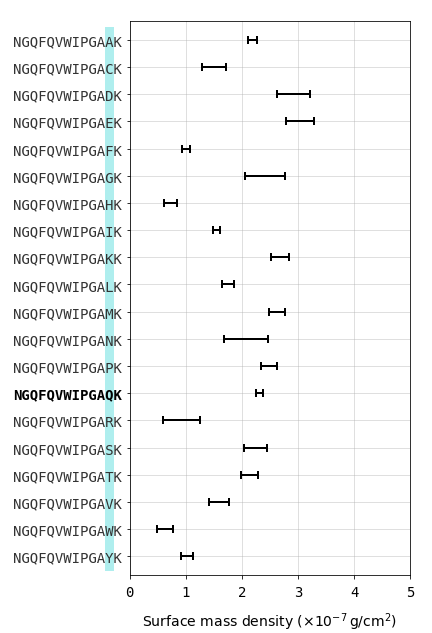 NGQFQVWIPGAAK
NGQFQVWIPGACK
NGQFQVWIPGADK
NGQFQVWIPGAEK
NGQFQVWIPGAFK
NGQFQVWIPGAGK
NGQFQVWIPGAHK
NGQFQVWIPGAIK
NGQFQVWIPGAKK
NGQFQVWIPGALK
NGQFQVWIPGAMK
NGQFQVWIPGANK
NGQFQVWIPGAPK
NGQFQVWIPGAQK
NGQFQVWIPGARK
NGQFQVWIPGASK
NGQFQVWIPGATK
NGQFQVWIPGAVK
NGQFQVWIPGAWK
NGQFQVWIPGAYK
0 1 2 3 4 5
Surface mass density (×10⁻⁷ g/cm²)